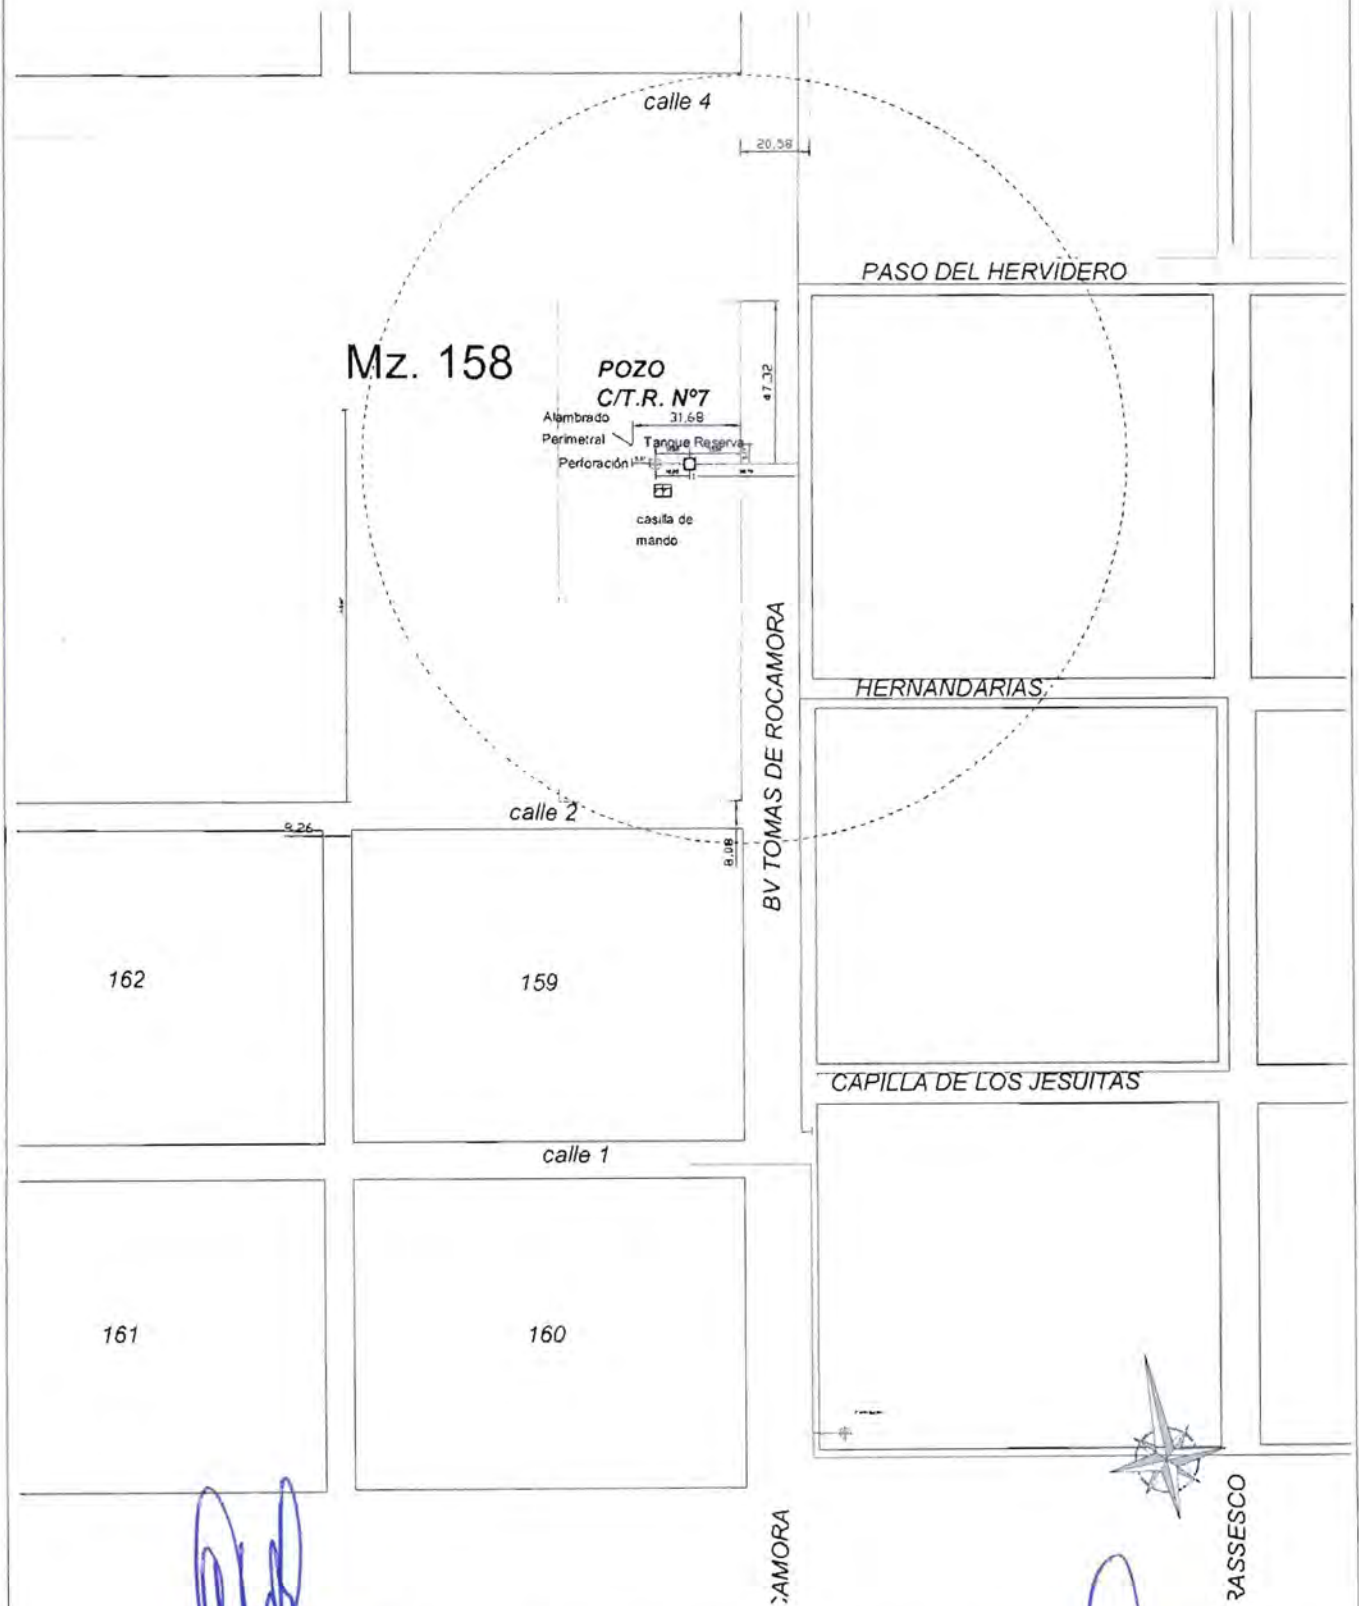 calle 4
20,58
PASO DEL HERVIDERO
Mz. 158
POZO
C/T.R. Nº7
47,32
Alambrado
Perimetral
31,68
Tanque Reserva
Perforación
casilla de
mando
BV TOMAS DE ROCAMORA
HERNANDARIAS
calle 2
9,26
8,08
162
159
CAPILLA DE LOS JESUITAS
calle 1
161
160
CAMORA
RASSESCO